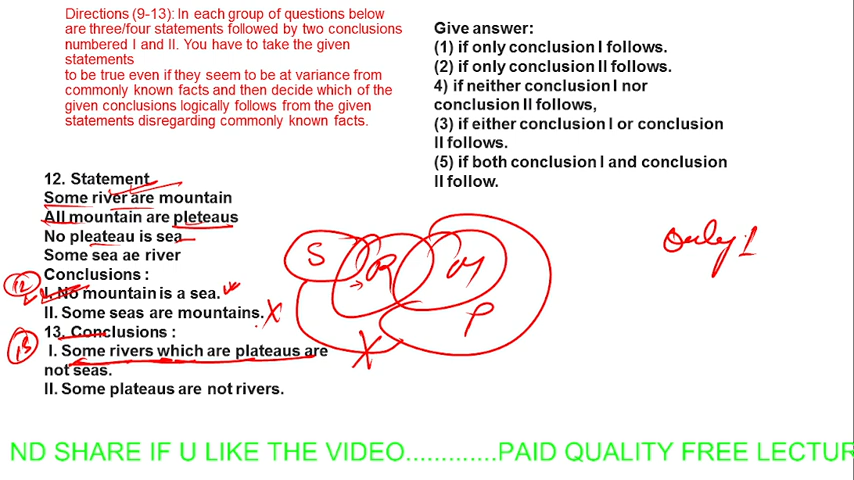 Directions (9-13): In each group of questions below
are three/four statements followed by two conclusions
numbered I and II. You have to take the given
statements
to be true even if they seem to be at variance from
commonly known facts and then decide which of the
given conclusions logically follows from the given
statements disregarding commonly known facts.
Give answer:
(1) if only conclusion I follows.
(2) if only conclusion II follows.
4) if neither conclusion I nor
conclusion II follows,
(3) if either conclusion I or conclusion
II follows.
(5) if both conclusion I and conclusion
II follow.
12. Statement
Some river are mountain
All mountain are pleteaus
No pleateau is sea
Some sea ae river
Conclusions :
12
I. No mountain is a sea.
II. Some seas are mountains. X
13. Conclusions :
13
I. Some rivers which are plateaus are
not seas.
II. Some plateaus are not rivers.
S
R
M
P
X
only 1
ND SHARE IF U LIKE THE VIDEO.............PAID QUALITY FREE LECTUR